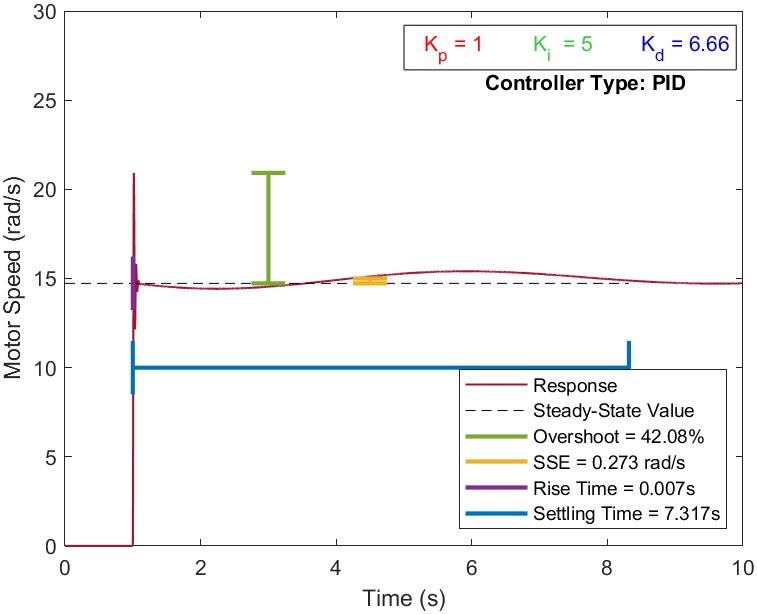 30
25
20
15
10
5
0
Motor Speed (rad/s)
Kp = 1 Ki = 5 Kd = 6.66
Controller Type: PID
Response
Steady-State Value
Overshoot = 42.08%
SSE = 0.273 rad/s
Rise Time = 0.007s
Settling Time = 7.317s
0 2 4 6 8 10
Time (s)